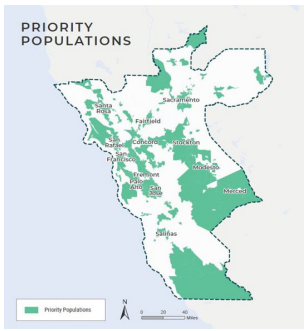 PRIORITY
POPULATIONS
Sacramento
Santa
Rosa
Fairfield
San
Rafael
Concord
Stockton
San
Francisco
Modesto
Fremont
Palo
Alto
San
Jose
Merced
Salinas
Priority Populations
N
0 20 40
Miles